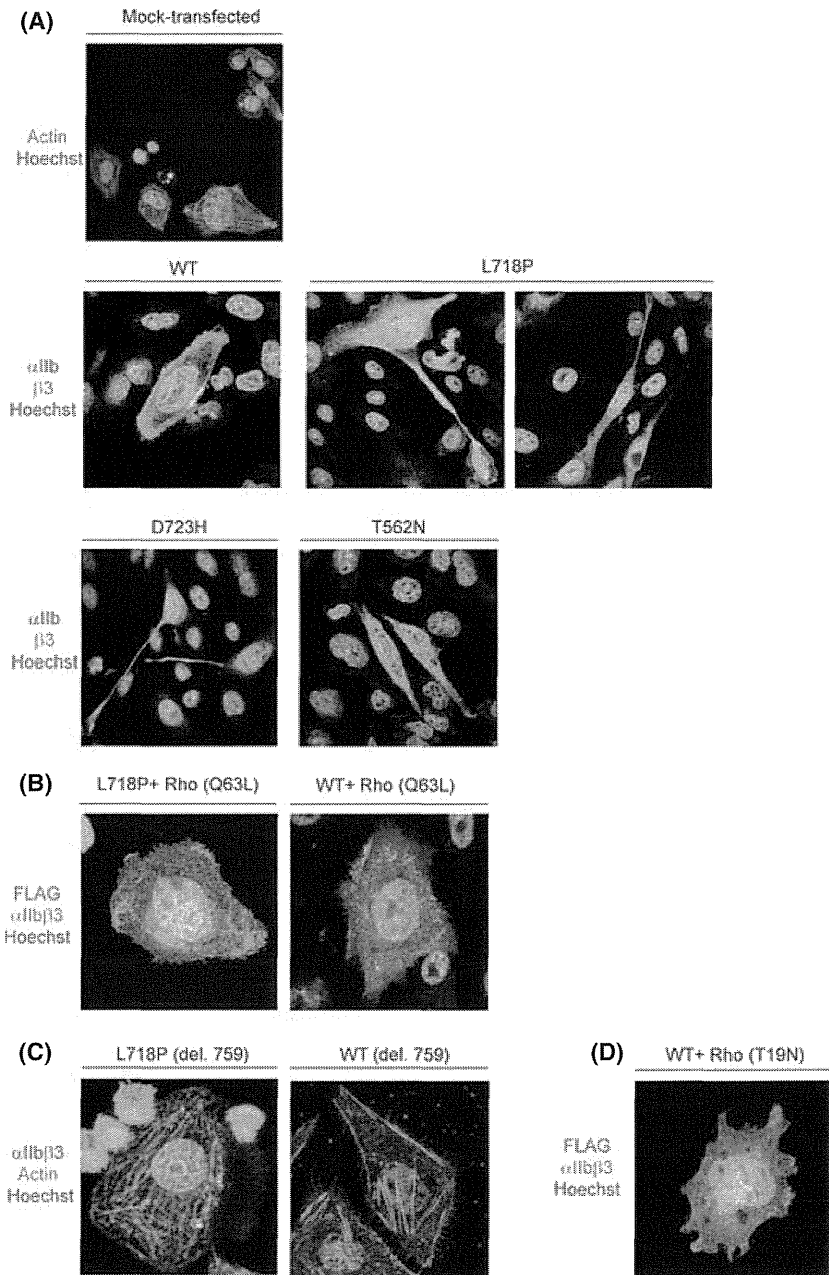 (A)
Mock-transfected
Actin
Hoechst
WT
L718P
αIIb
β3
Hoechst
D723H
T562N
αIIb
β3
Hoechst
(B)
L718P+ Rho (Q63L)
WT+ Rho (Q63L)
FLAG
αIIbβ3
Hoechst
(C)
L718P (del. 759)
WT (del. 759)
αIIbβ3
Actin
Hoechst
(D)
WT+ Rho (T19N)
FLAG
αIIbβ3
Hoechst